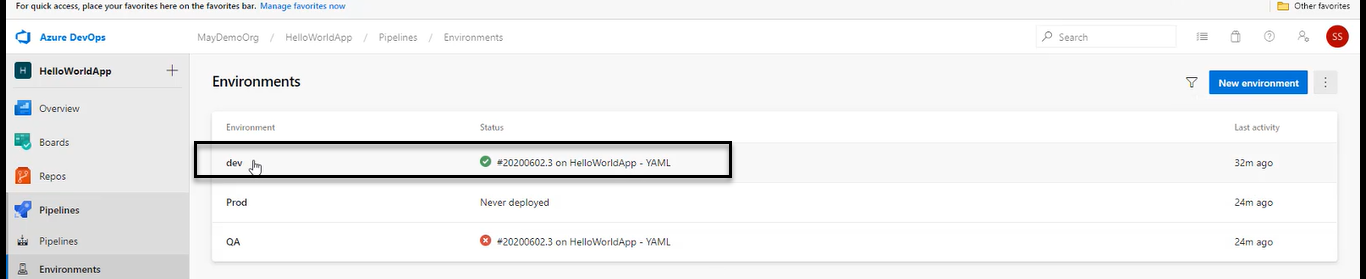 For quick access, place your favorites here on the favorites bar. Manage favorites now
Other favorites
Azure DevOps
MayDemoOrg / HelloWorldApp / Pipelines / Environments
Search
SS
H HelloWorldApp
Environments
New environment
Overview
Boards
Repos
Pipelines
Pipelines
Environments
Environment Status Last activity
dev #20200602.3 on HelloWorldApp - YAML 32m ago
Prod Never deployed 24m ago
QA #20200602.3 on HelloWorldApp - YAML 24m ago